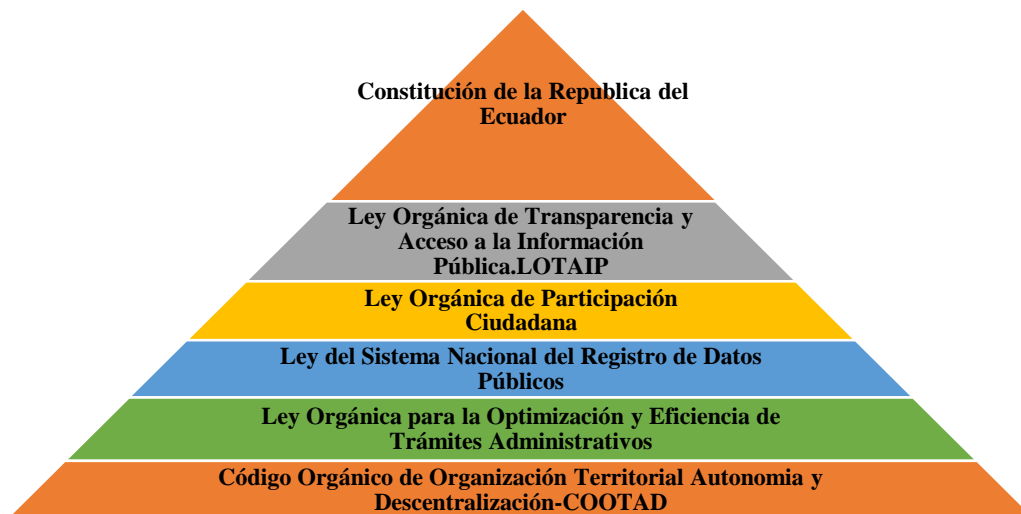 Constitución de la Republica del
Ecuador
Ley Orgánica de Transparencia y
Acceso a la Información
Pública.LOTAIP
Ley Orgánica de Participación
Ciudadana
Ley del Sistema Nacional del Registro de Datos
Públicos
Ley Orgánica para la Optimización y Eficiencia de
Trámites Administrativos
Código Orgánico de Organización Territorial Autonomia y
Descentralización-COOTAD